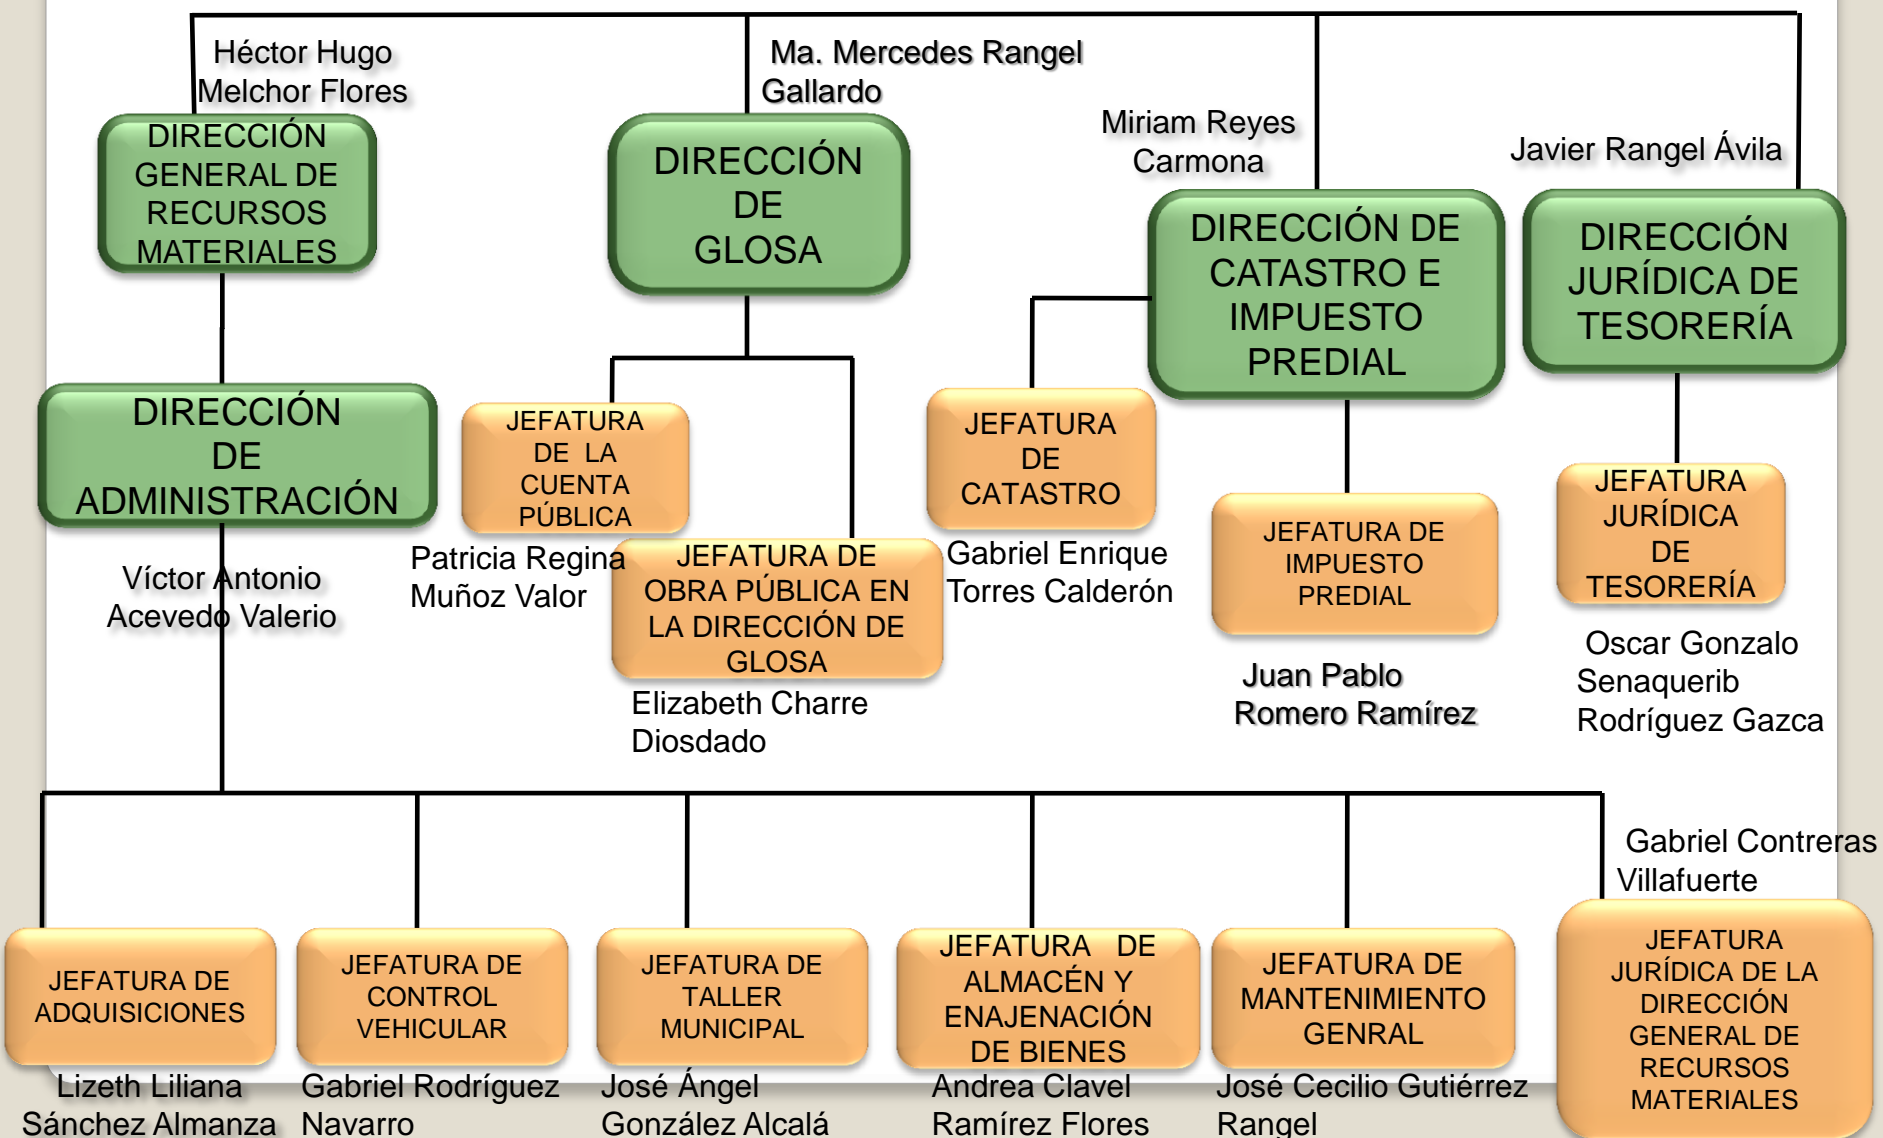 Héctor Hugo
Melchor Flores
DIRECCIÓN
GENERAL DE
RECURSOS
MATERIALES
Ma. Mercedes Rangel
Gallardo
DIRECCIÓN
DE
GLOSA
Miriam Reyes
Carmona
DIRECCIÓN DE
CATASTRO E
IMPUESTO
PREDIAL
Javier Rangel Ávila
DIRECCIÓN
JURÍDICA DE
TESORERÍA
DIRECCIÓN
DE
ADMINISTRACIÓN
Víctor Antonio
Acevedo Valerio
JEFATURA
DE LA
CUENTA
PÚBLICA
Patricia Regina
Muñoz Valor
JEFATURA DE
OBRA PÚBLICA EN
LA DIRECCIÓN DE
GLOSA
Elizabeth Charre
Diosdado
JEFATURA
DE
CATASTRO
Gabriel Enrique
Torres Calderón
JEFATURA DE
IMPUESTO
PREDIAL
Juan Pablo
Romero Ramírez
JEFATURA
JURÍDICA
DE
TESORERÍA
Oscar Gonzalo
Senaquerib
Rodríguez Gazca
JEFATURA DE
ADQUISICIONES
Lizeth Liliana
Sánchez Almanza
JEFATURA DE
CONTROL
VEHICULAR
Gabriel Rodríguez
Navarro
JEFATURA DE
TALLER
MUNICIPAL
José Ángel
González Alcalá
JEFATURA DE
ALMACÉN Y
ENAJENACIÓN
DE BIENES
Andrea Clavel
Ramírez Flores
JEFATURA DE
MANTENIMIENTO
GENRAL
José Cecilio Gutiérrez
Rangel
Gabriel Contreras
Villafuerte
JEFATURA
JURÍDICA DE LA
DIRECCIÓN
GENERAL DE
RECURSOS
MATERIALES